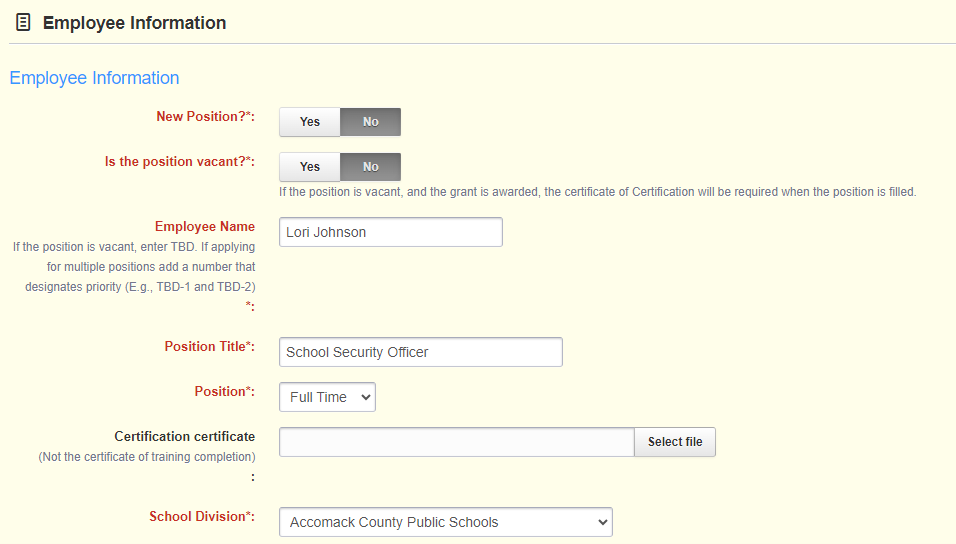 Employee Information
Employee Information
New Position?*: Yes No
Is the position vacant?*: Yes No
If the position is vacant, and the grant is awarded, the certificate of Certification will be required when the position is filled.
Employee Name Lori Johnson
If the position is vacant, enter TBD. If applying
for multiple positions add a number that
designates priority (E.g., TBD-1 and TBD-2)
*:
Position Title*: School Security Officer
Position*: Full Time
Certification certificate Select file
(Not the certificate of training completion)
:
School Division*: Accomack County Public Schools